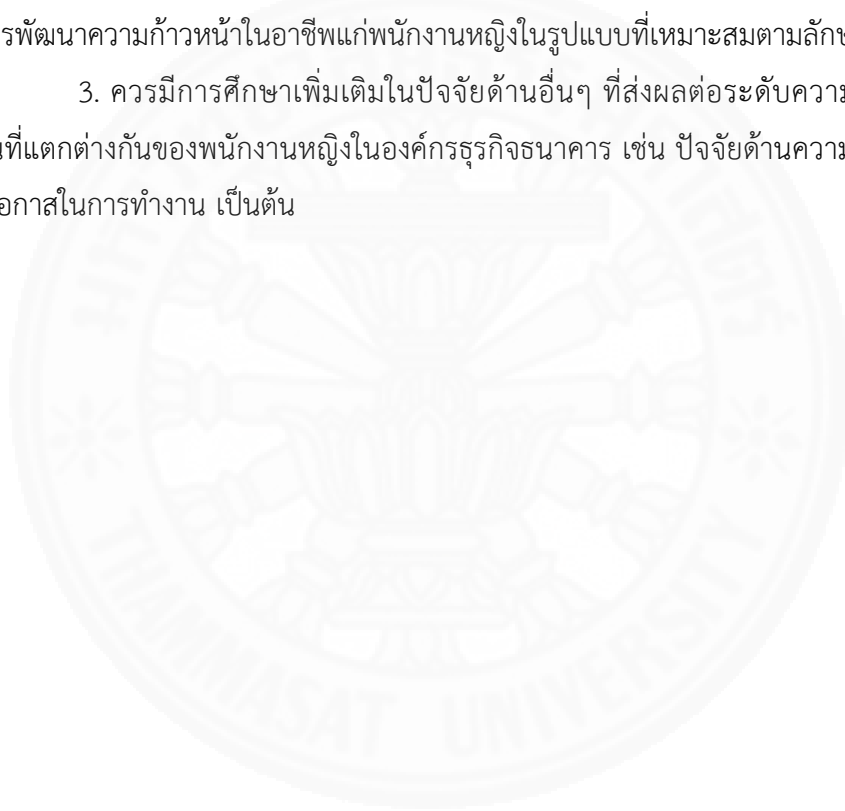 รพัฒนาความก้าวหน้าในอาชีพแก่พนักงานหญิงในรูปแบบที่เหมาะสมตามลักษ
3. ควรมีการศึกษาเพิ่มเติมในปัจจัยด้านอื่นๆ ที่ส่งผลต่อระดับความ
นที่แตกต่างกันของพนักงานหญิงในองค์กรธุรกิจธนาคาร เช่น ปัจจัยด้านความ
อกาสในการทำงาน เป็นต้น
THAMMASAT UNIVERSITY